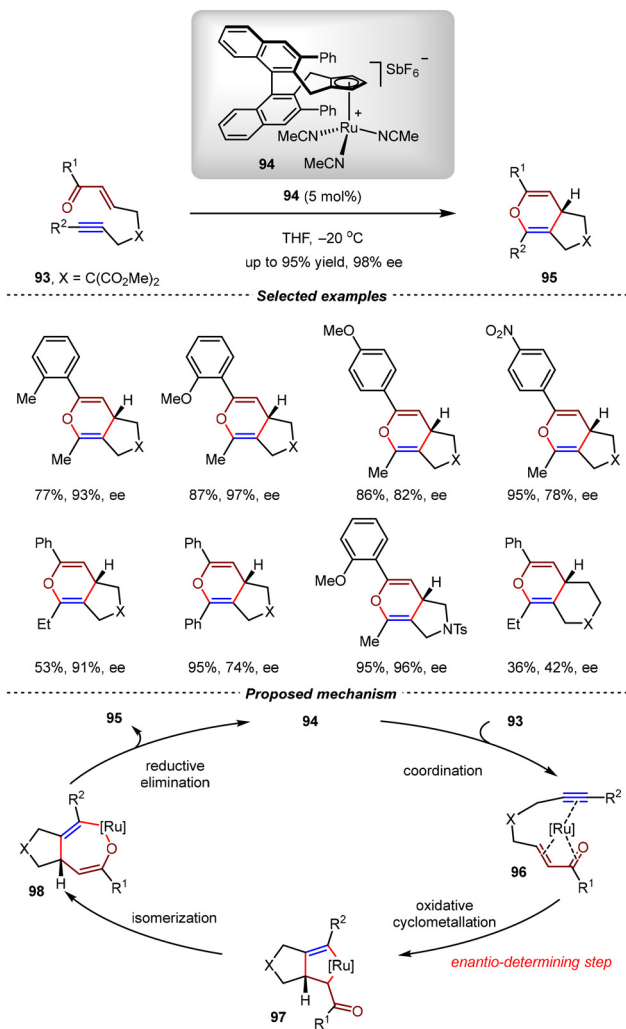 Ph
SbF6 −
Ph
+
MeCN Ru NCMe
94 MeCN
R1
O
R2
X
93, X = C(CO2Me)2
94 (5 mol%)
THF, −20 °C
up to 95% yield, 98% ee
R1
H
O
R2
X
95
Selected examples
Me
O
H
Me
X
77%, 93%, ee
MeO
O
H
Me
X
87%, 97%, ee
MeO
O
H
Me
X
86%, 82%, ee
O2N
O
H
Me
X
95%, 78%, ee
Ph
H
O
Et
X
53%, 91%, ee
Ph
H
O
Ph
X
95%, 74%, ee
MeO
H
O
Me
NTs
95%, 96%, ee
Ph
H
O
Et
X
36%, 42%, ee
Proposed mechanism
95
94
93
reductive
elimination
coordination
R2
[Ru]
X
O
H
R1
98
R2
X
[Ru]
O
R1
96
isomerization
oxidative
cyclometallation
enantio-determining step
R2
X
[Ru]
H
O
R1
97